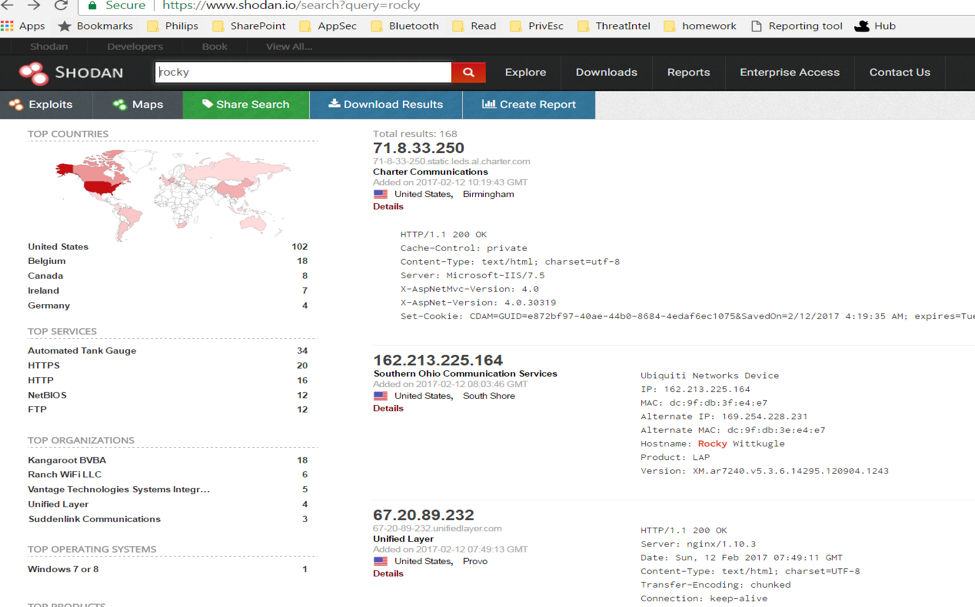 Secure https://www.shodan.io/search?query=rocky
Apps Bookmarks Philips SharePoint AppSec Bluetooth Read PrivEsc ThreatIntel homework Reporting tool Hub
Shodan Developers Book View All...
SHODAN rocky Explore Downloads Reports Enterprise Access Contact Us
Exploits Maps Share Search Download Results Create Report
TOP COUNTRIES
United States 102
Belgium 18
Canada 8
Ireland 7
Germany 4
TOP SERVICES
Automated Tank Gauge 34
HTTPS 20
HTTP 16
NetBIOS 12
FTP 12
TOP ORGANIZATIONS
Kangaroot BVBA 18
Ranch WiFi LLC 6
Vantage Technologies Systems Integr... 5
Unified Layer 4
Suddenlink Communications 3
TOP OPERATING SYSTEMS
Windows 7 or 8 1
TOP PRODUCTS
Total results: 168
71.8.33.250
71-8-33-250.static.leds.al.charter.com
Charter Communications
Added on 2017-02-12 10:19:43 GMT
United States, Birmingham
Details
HTTP/1.1 200 OK
Cache-Control: private
Content-Type: text/html; charset=utf-8
Server: Microsoft-IIS/7.5
X-AspNetMvc-Version: 4.0
X-AspNet-Version: 4.0.30319
Set-Cookie: CDAM=GUID=e872bf97-40ae-44b0-8684-4edaf6ec1075&SavedOn=2/12/2017 4:19:35 AM; expires=Tue
162.213.225.164
Southern Ohio Communication Services
Added on 2017-02-12 08:03:46 GMT
United States, South Shore
Details
Ubiquiti Networks Device
IP: 162.213.225.164
MAC: dc:9f:db:3f:e4:e7
Alternate IP: 169.254.228.231
Alternate MAC: dc:9f:db:3e:e4:e7
Hostname: Rocky Wittkugle
Product: LAP
Version: XM.ar7240.v5.3.6.14295.120904.1243
67.20.89.232
67-20-89-232.unifiedlayer.com
Unified Layer
Added on 2017-02-12 07:49:13 GMT
United States, Provo
Details
HTTP/1.1 200 OK
Server: nginx/1.10.3
Date: Sun, 12 Feb 2017 07:49:11 GMT
Content-Type: text/html; charset=UTF-8
Transfer-Encoding: chunked
Connection: keep-alive